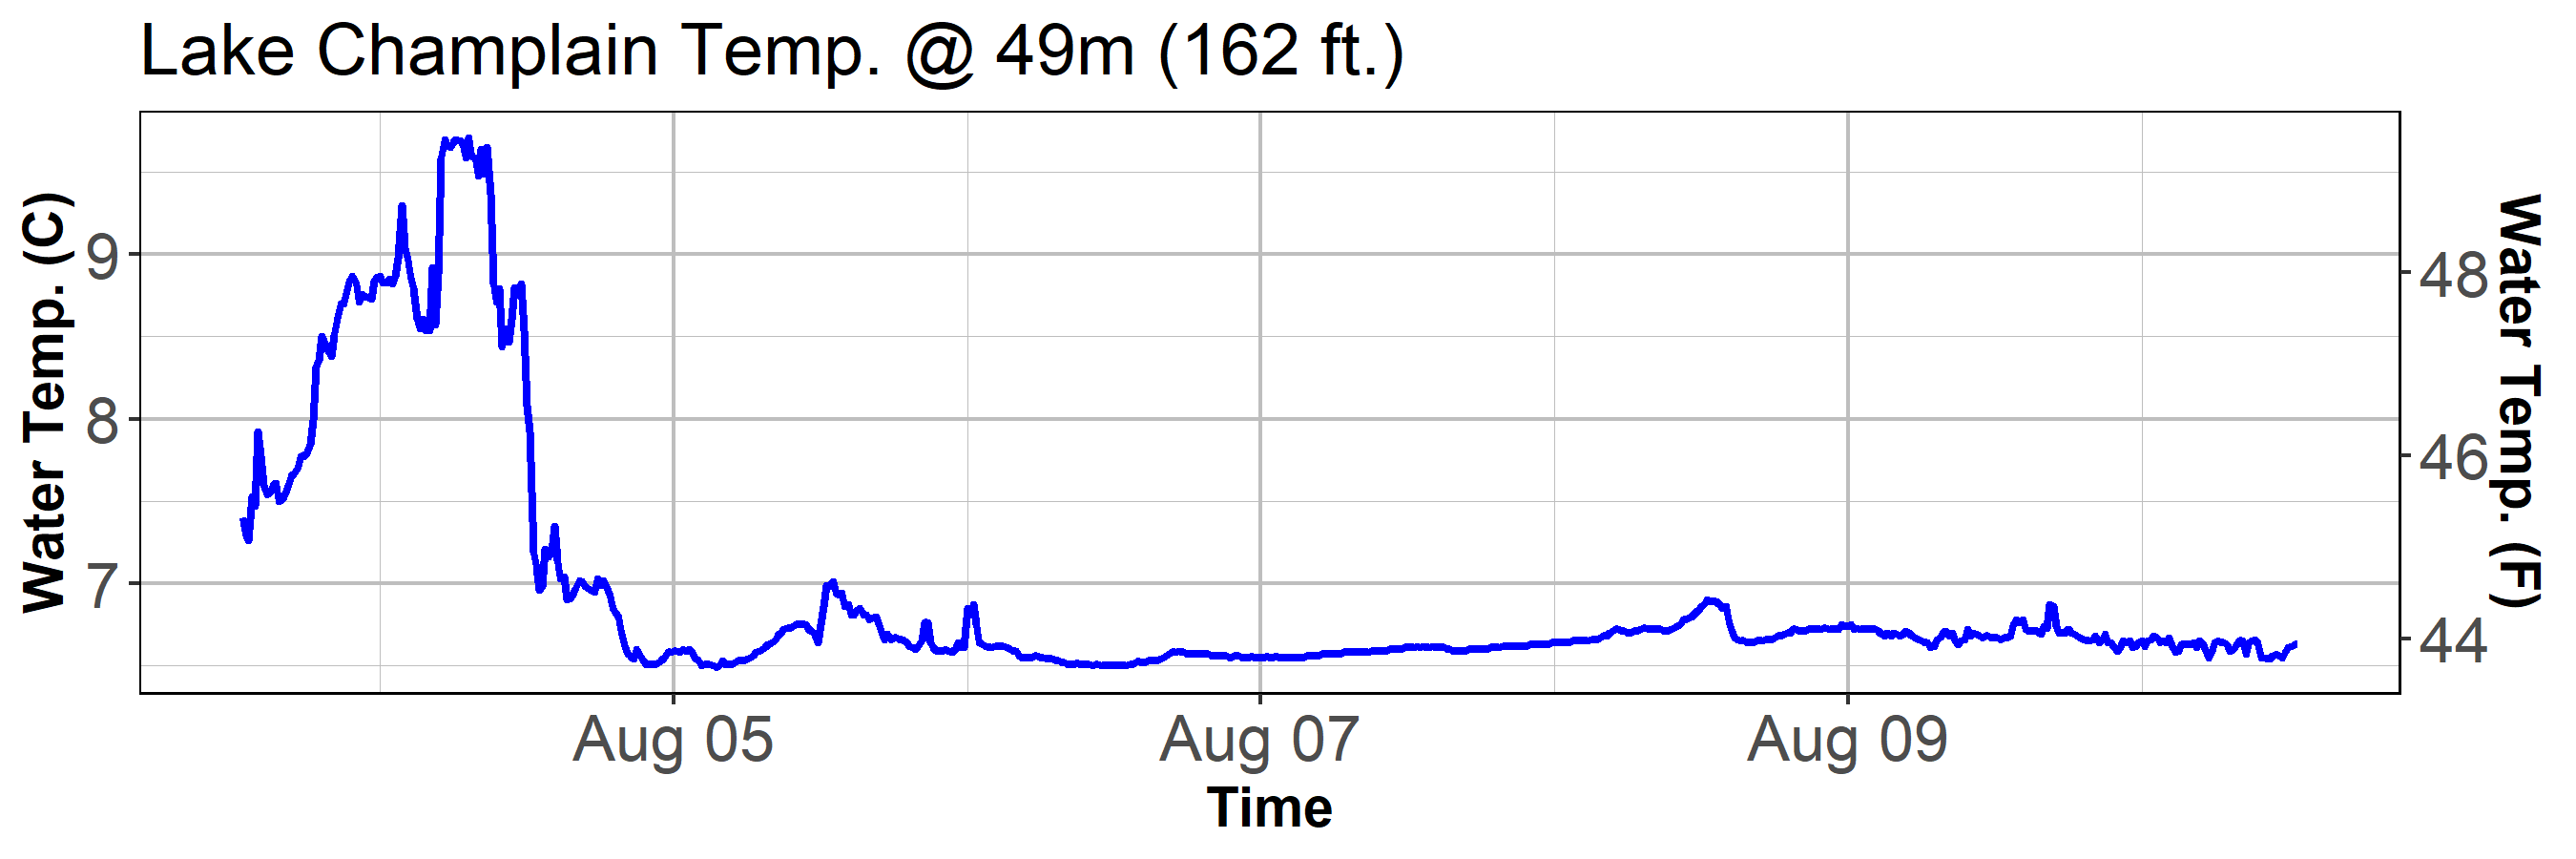 Lake Champlain Temp. @ 49m (162 ft.)
Water Temp. (C)
9
8
7
48
46
44
Water Temp. (F)
Aug 05 Aug 07 Aug 09
Time